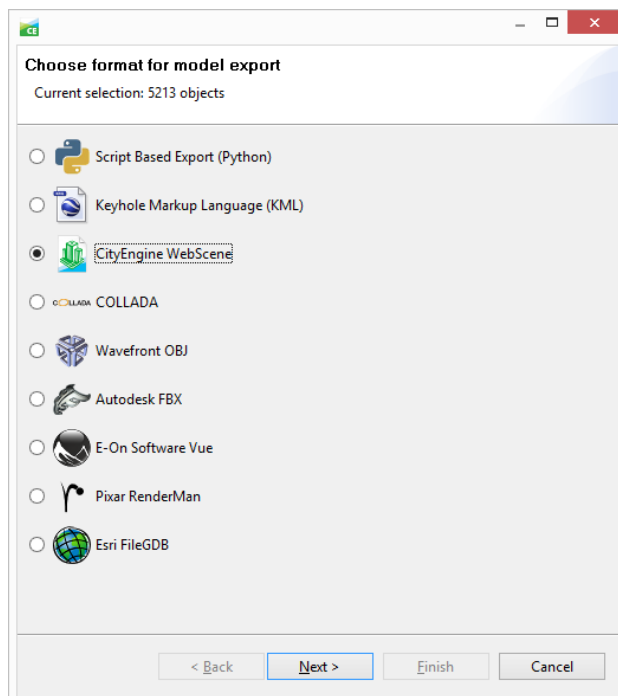 CE
Choose format for model export
Current selection: 5213 objects
Script Based Export (Python)
Keyhole Markup Language (KML)
CityEngine WebScene
COLLADA COLLADA
Wavefront OBJ
Autodesk FBX
E-On Software Vue
Pixar RenderMan
Esri FileGDB
< Back Next > Finish Cancel